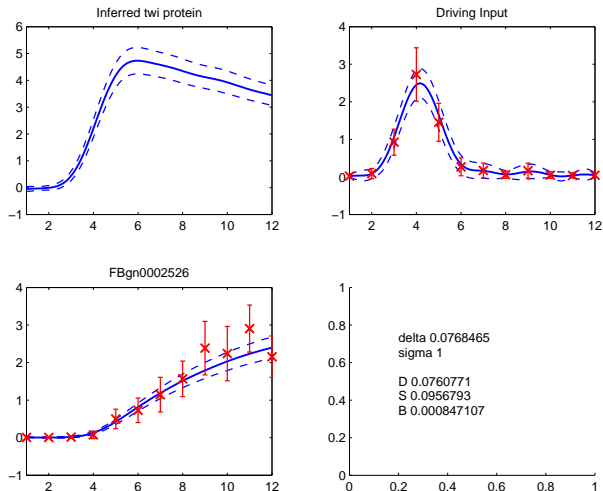 Inferred twi protein
Driving Input
6
5
4
3
2
1
0
−1
2 4 6 8 10 12
4
3
2
1
0
−1
2 4 6 8 10 12
FBgn0002526
4
3
2
1
0
−1
2 4 6 8 10 12
1
0.8
0.6
0.4
0.2
0
0 0.2 0.4 0.6 0.8 1
delta 0.0768465
sigma 1
D 0.0760771
S 0.0956793
B 0.000847107